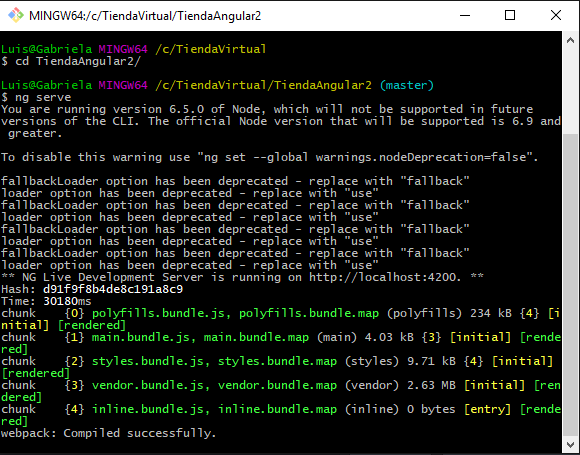 MINGW64:/c/TiendaVirtual/TiendaAngular2
Luis@Gabriela MINGW64 /c/TiendaVirtual
$ cd TiendaAngular2/
Luis@Gabriela MINGW64 /c/TiendaVirtual/TiendaAngular2 (master)
$ ng serve
You are running version 6.5.0 of Node, which will not be supported in future
versions of the CLI. The official Node version that will be supported is 6.9 and
 greater.
To disable this warning use "ng set --global warnings.nodeDeprecation=false".
fallbackLoader option has been deprecated - replace with "fallback"
loader option has been deprecated - replace with "use"
fallbackLoader option has been deprecated - replace with "fallback"
loader option has been deprecated - replace with "use"
fallbackLoader option has been deprecated - replace with "fallback"
loader option has been deprecated - replace with "use"
fallbackLoader option has been deprecated - replace with "fallback"
loader option has been deprecated - replace with "use"
** NG Live Development Server is running on http://localhost:4200. **
Hash: d91f9f8b4de8c191a8c9
Time: 30180ms
chunk    {0} polyfills.bundle.js, polyfills.bundle.map (polyfills) 234 kB {4} [i
nitial] [rendered]
chunk    {1} main.bundle.js, main.bundle.map (main) 4.03 kB {3} [initial] [rende
red]
chunk    {2} styles.bundle.js, styles.bundle.map (styles) 9.71 kB {4} [initial]
[rendered]
chunk    {3} vendor.bundle.js, vendor.bundle.map (vendor) 2.63 MB [initial] [ren
dered]
chunk    {4} inline.bundle.js, inline.bundle.map (inline) 0 bytes [entry] [rende
red]
webpack: Compiled successfully.